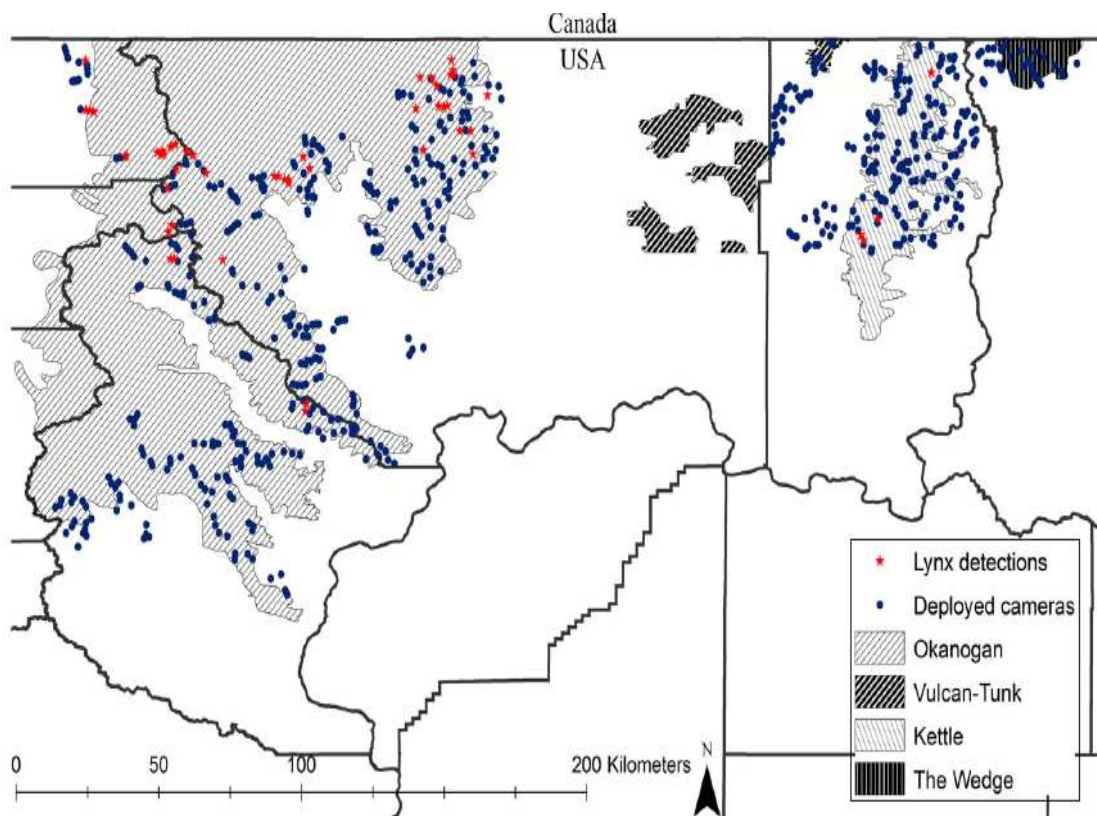 Canada
USA
Lynx detections
Deployed cameras
Okanogan
Vulcan-Tunk
Kettle
The Wedge
0 50 100 200 Kilometers
N